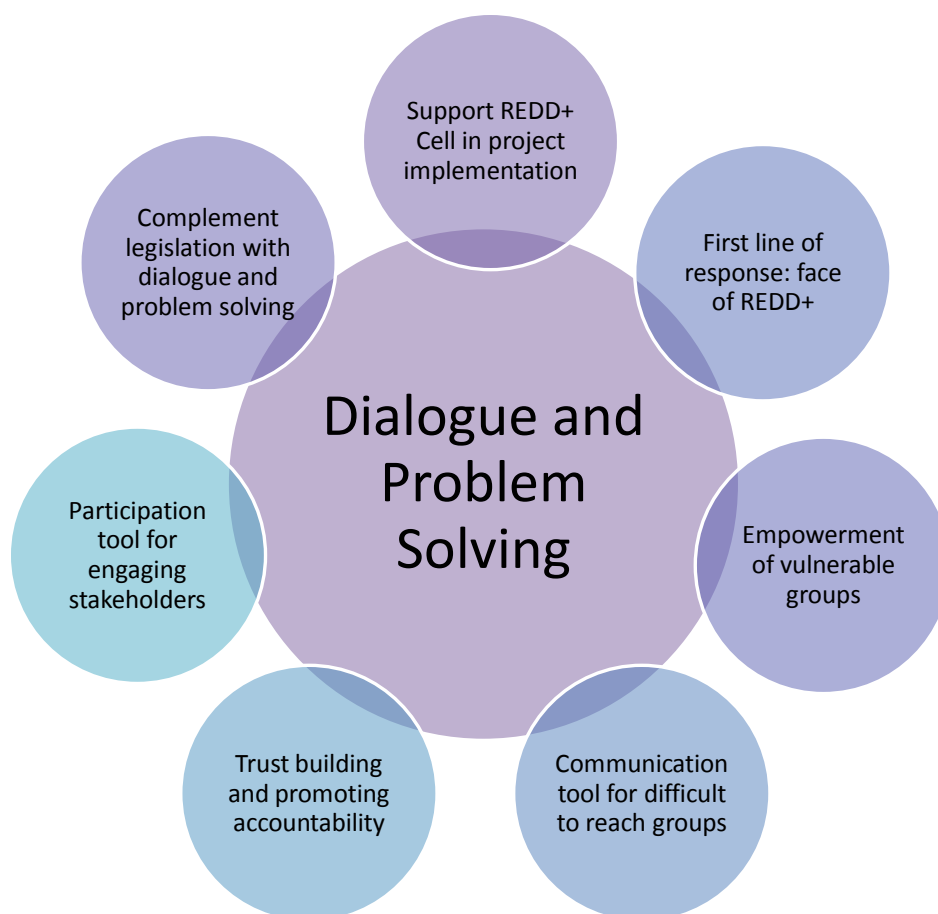 Support REDD+
Cell in project
implementation
First line of
response: face
of REDD+
Empowerment
of vulnerable
groups
Communication
tool for difficult
to reach groups
Trust building
and promoting
accountability
Participation
tool for
engaging
stakeholders
Complement
legislation with
dialogue and
problem solving
Dialogue and
Problem
Solving